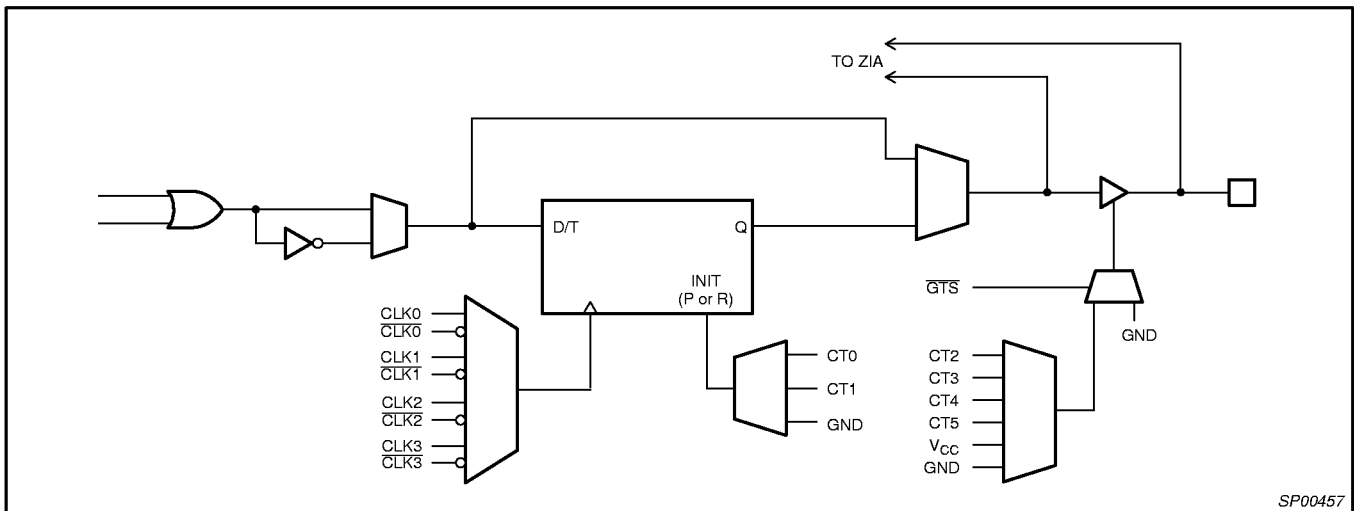 TO ZIA
D/T
Q
INIT
(P or R)
GTS
GND
CLK0
CLK0
CLK1
CLK1
CLK2
CLK2
CLK3
CLK3
CT0
CT1
GND
CT2
CT3
CT4
CT5
VCC
GND
SP00457